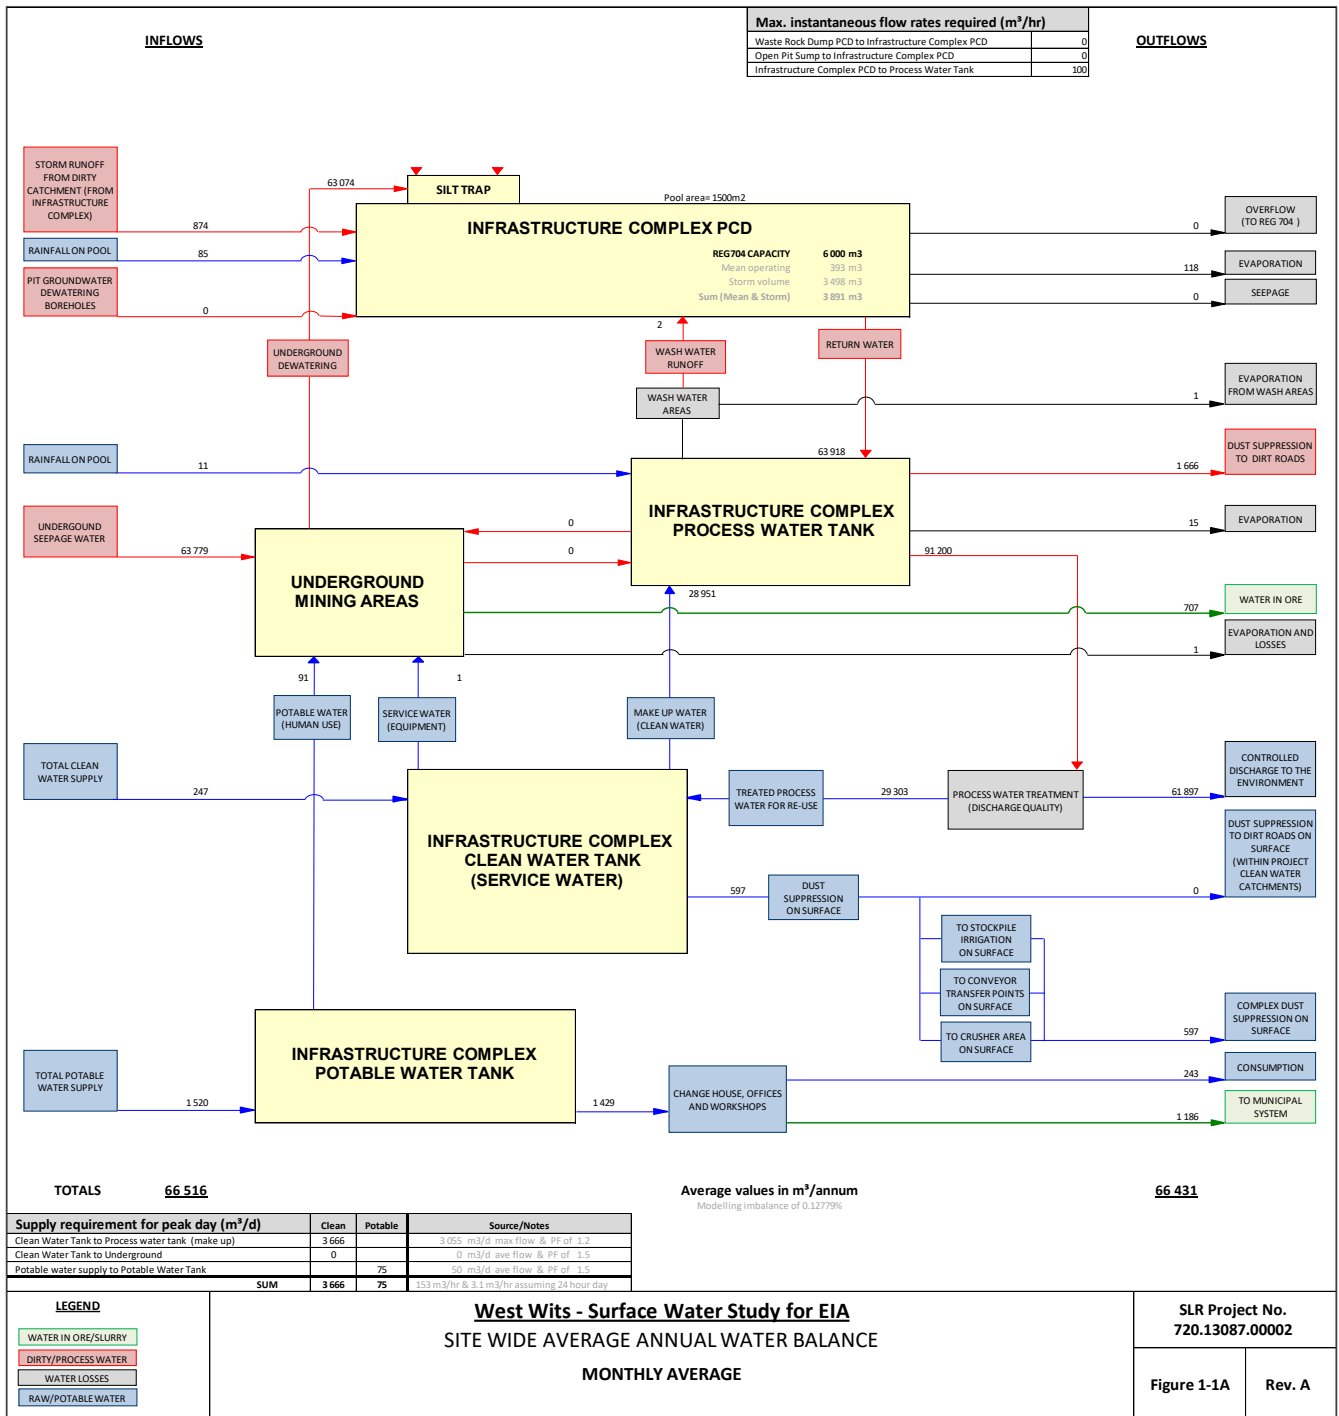 INFLOWS
Max. instantaneous flow rates required (m³/hr)
Waste Rock Dump PCD to Infrastructure Complex PCD 0
Open Pit Sump to Infrastructure Complex PCD 0
Infrastructure Complex PCD to Process Water Tank 100
OUTFLOWS
STORM RUNOFF
FROM DIRTY
CATCHMENT (FROM
INFRASTRUCTURE
COMPLEX)
874
RAINFALL ON POOL
85
PIT GROUNDWATER
DEWATERING
BOREHOLES
0
63 074
SILT TRAP
Pool area= 1500m2
INFRASTRUCTURE COMPLEX PCD
REG704 CAPACITY 6 000 m3
Mean operating 393 m3
Storm volume 3 498 m3
Sum (Mean & Storm) 3 891 m3
0
OVERFLOW
(TO REG 704 )
118
EVAPORATION
0
SEEPAGE
UNDERGROUND
DEWATERING
2
WASH WATER
RUNOFF
RETURN WATER
WASH WATER
AREAS
1
EVAPORATION
FROM WASH AREAS
RAINFALL ON POOL
11
63 918
INFRASTRUCTURE COMPLEX
PROCESS WATER TANK
1 666
DUST SUPPRESSION
TO DIRT ROADS
UNDERGOUND
SEEPAGE WATER
63 779
0
0
15
EVAPORATION
91 200
UNDERGROUND
MINING AREAS
28 951
707
WATER IN ORE
1
EVAPORATION AND
LOSSES
91
1
POTABLE WATER
(HUMAN USE)
SERVICE WATER
(EQUIPMENT)
MAKE UP WATER
(CLEAN WATER)
TOTAL CLEAN
WATER SUPPLY
247
TREATED PROCESS
WATER FOR RE-USE
29 303
PROCESS WATER TREATMENT
(DISCHARGE QUALITY)
61 897
CONTROLLED
DISCHARGE TO THE
ENVIRONMENT
INFRASTRUCTURE COMPLEX
CLEAN WATER TANK
(SERVICE WATER)
597
DUST
SUPPRESSION
ON SURFACE
0
DUST SUPPRESSION
TO DIRT ROADS ON
SURFACE
(WITHIN PROJECT
CLEAN WATER
CATCHMENTS)
TO STOCKPILE
IRRIGATION
ON SURFACE
TO CONVEYOR
TRANSFER POINTS
ON SURFACE
TO CRUSHER AREA
ON SURFACE
597
COMPLEX DUST
SUPPRESSION ON
SURFACE
TOTAL POTABLE
WATER SUPPLY
1 520
INFRASTRUCTURE COMPLEX
POTABLE WATER TANK
1 429
CHANGE HOUSE, OFFICES
AND WORKSHOPS
243
CONSUMPTION
1 186
TO MUNICIPAL
SYSTEM
TOTALS 66 516
Average values in m³/annum
Modelling imbalance of 0.12779%
66 431
Supply requirement for peak day (m³/d) Clean Potable Source/Notes
Clean Water Tank to Process water tank (make up) 3 666 3 055 m3/d max flow & PF of 1.2
Clean Water Tank to Underground 0 0 m3/d ave flow & PF of 1.5
Potable water supply to Potable Water Tank 75 50 m3/d ave flow & PF of 1.5
SUM 3 666 75 153 m3/hr & 3.1 m3/hr assuming 24 hour day
LEGEND
WATER IN ORE/SLURRY
DIRTY/PROCESS WATER
WATER LOSSES
RAW/POTABLE WATER
West Wits - Surface Water Study for EIA
SITE WIDE AVERAGE ANNUAL WATER BALANCE
MONTHLY AVERAGE
SLR Project No.
720.13087.00002
Figure 1-1A
Rev. A